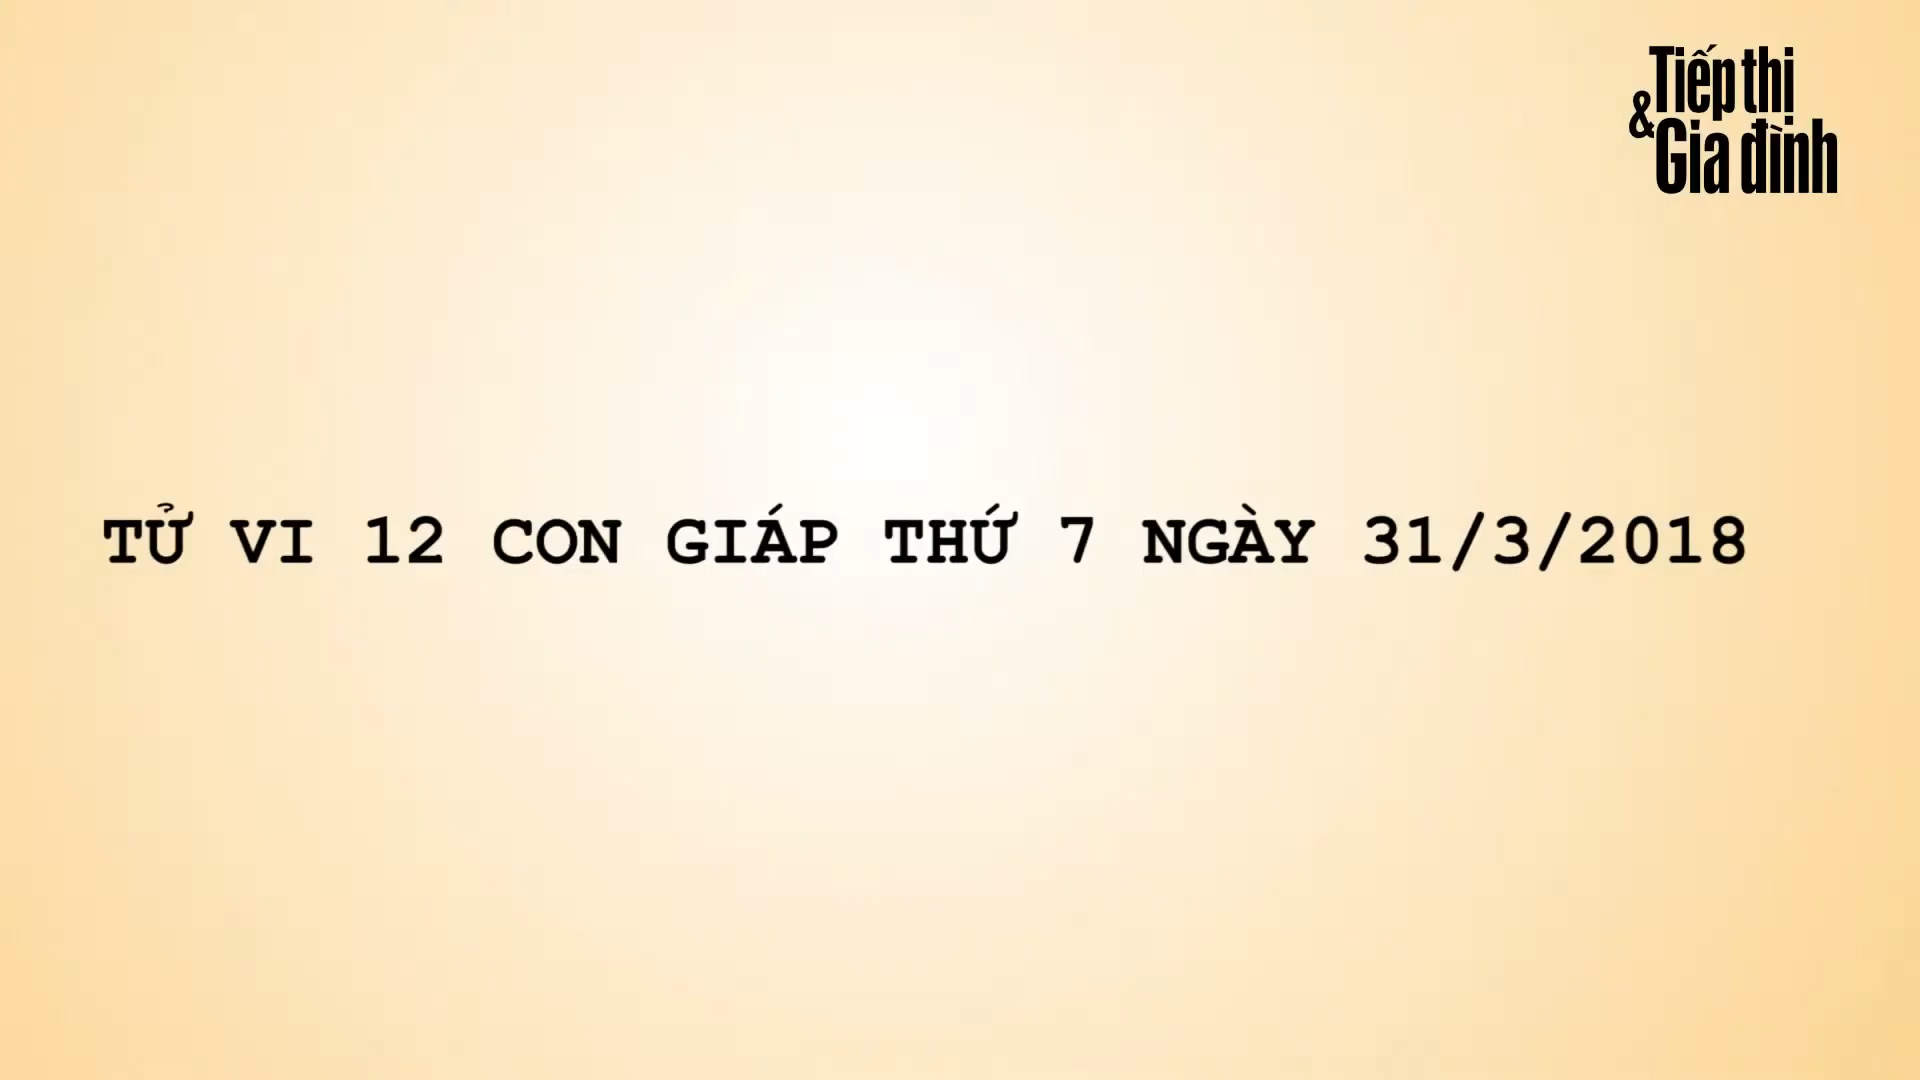 Tiếp thị
& Gia đình
TỬ VI 12 CON GIÁP THỨ 7 NGÀY 31/3/2018